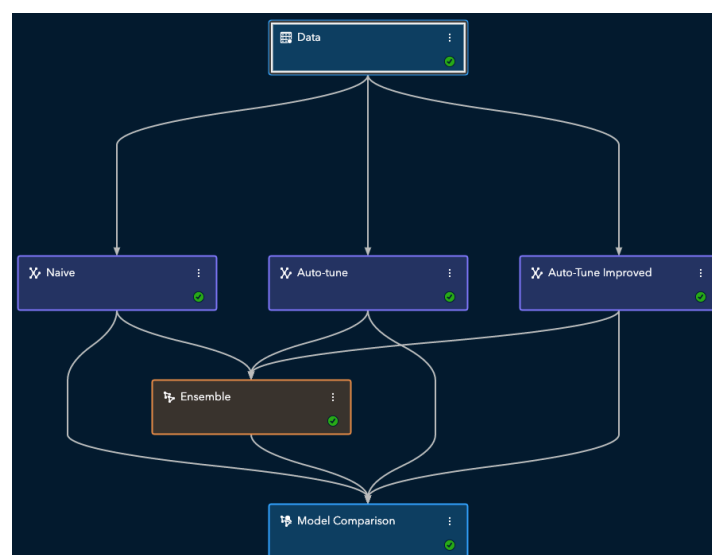 Data
Naive
Auto-tune
Auto-Tune Improved
Ensemble
Model Comparison